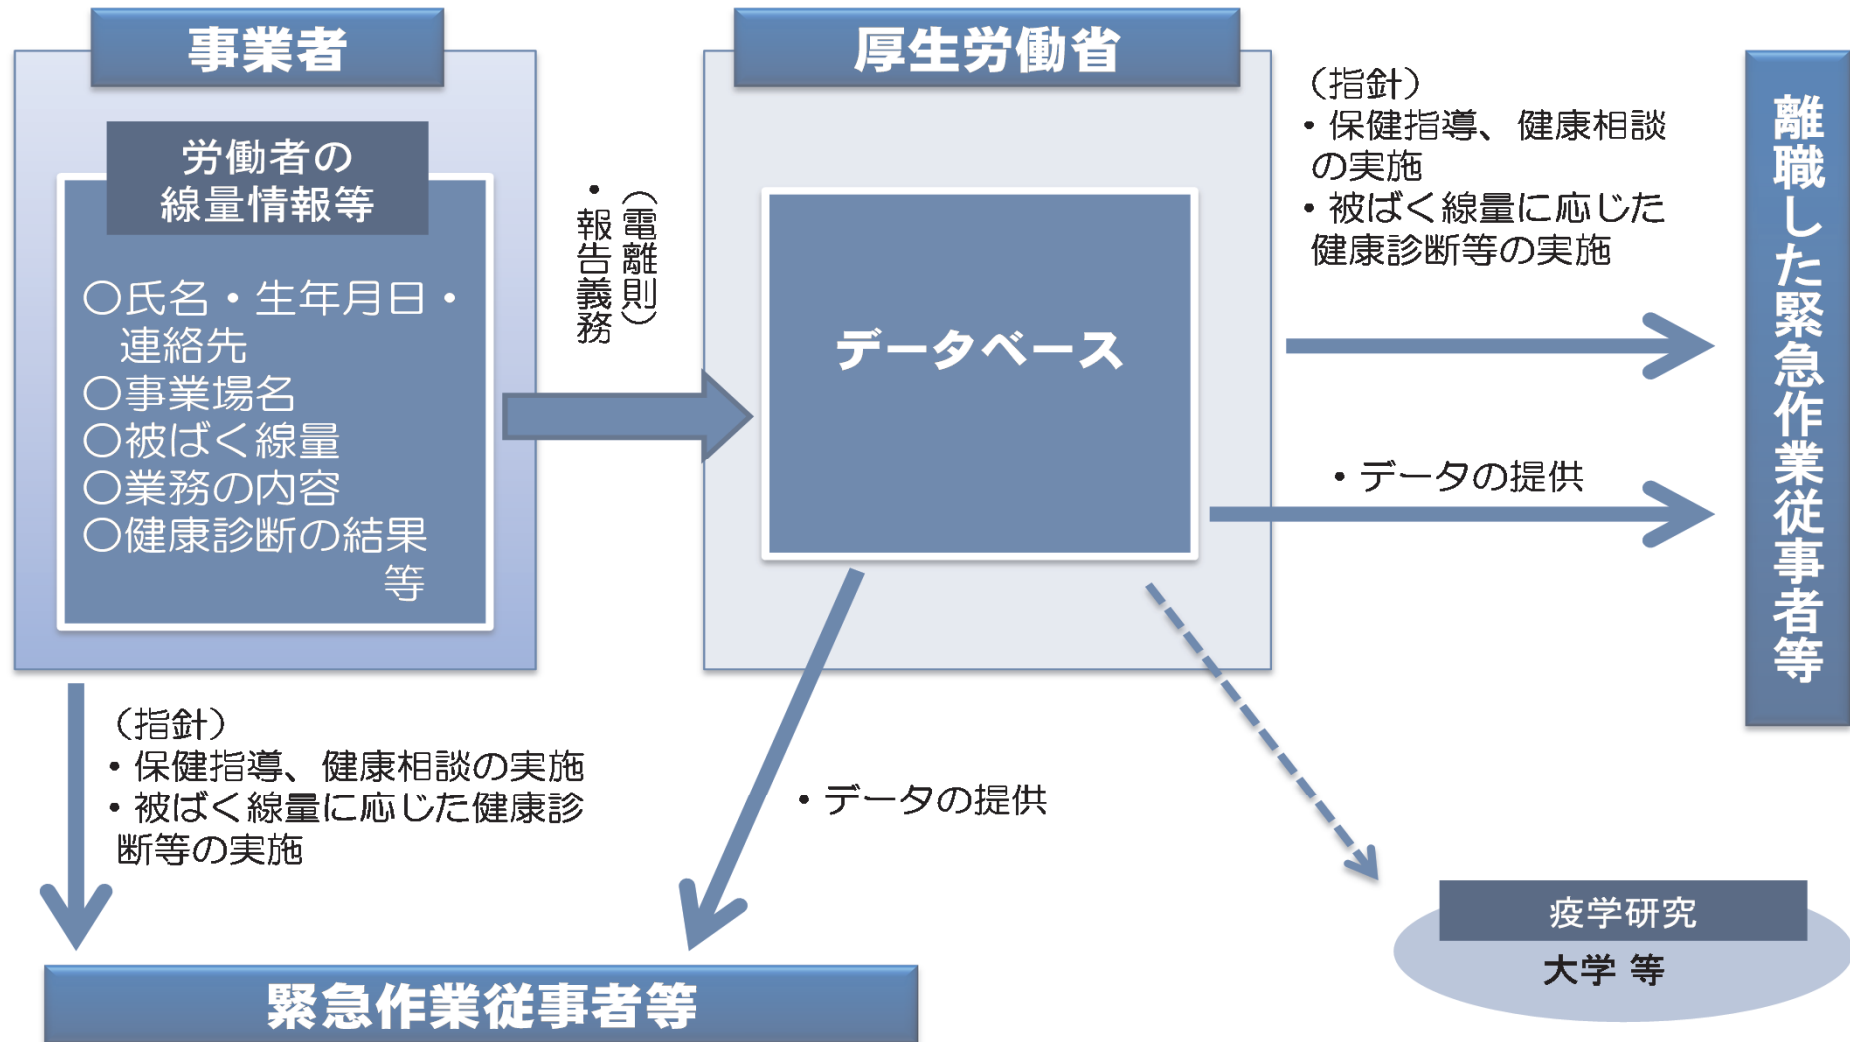 事業者
労働者の
線量情報等
○氏名・生年月日・
連絡先
○事業場名
○被ばく線量
○業務の内容
○健康診断の結果
等
（電離則）
・報告義務
厚生労働省
データベース
（指針）
・保健指導、健康相談
の実施
・被ばく線量に応じた
健康診断等の実施
・データの提供
離職した緊急作業従事者等
（指針）
・保健指導、健康相談の実施
・被ばく線量に応じた健康診
断等の実施
・データの提供
緊急作業従事者等
疫学研究
大学 等